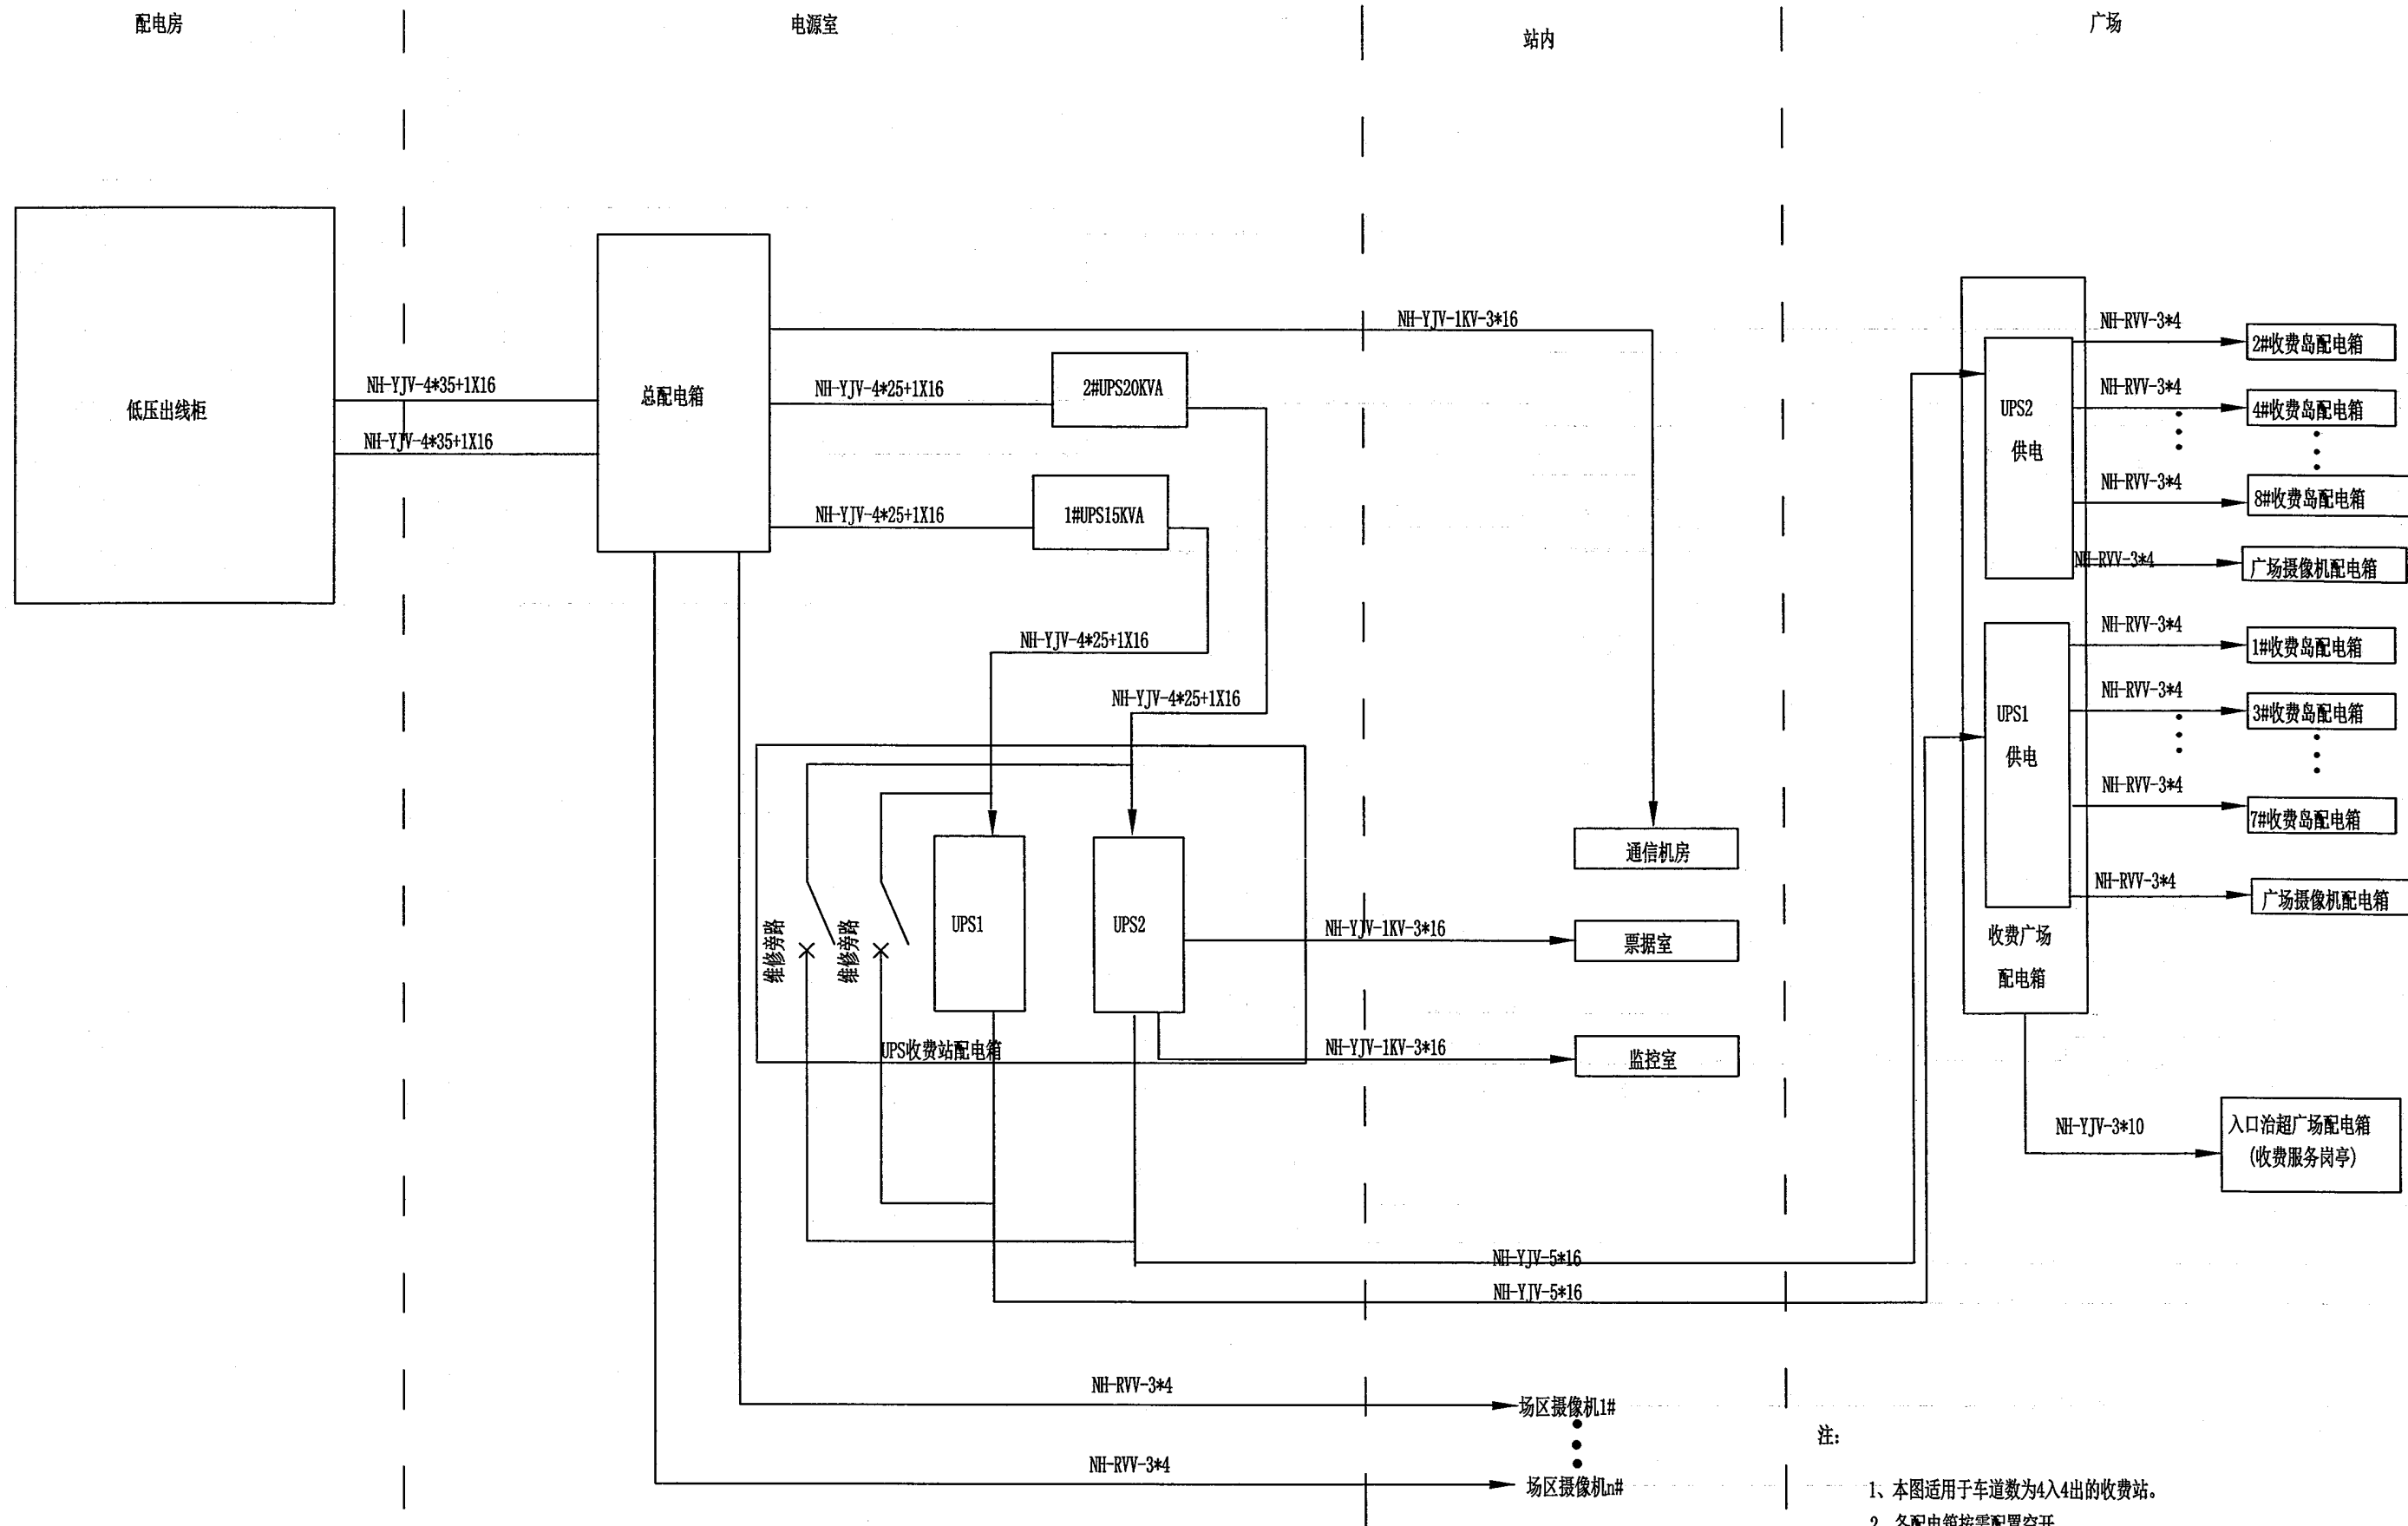 配电房
电源室
站内
广场
低压出线柜
NH-YJV-4*35+1X16
NH-YJV-4*35+1X16
总配电箱
NH-YJV-1KV-3*16
NH-YJV-4*25+1X16
2#UPS20KVA
NH-YJV-4*25+1X16
1#UPS15KVA
NH-YJV-4*25+1X16
NH-YJV-4*25+1X16
维修旁路
维修旁路
UPS1
UPS2
UPS收费站配电箱
NH-YJV-1KV-3*16
NH-YJV-1KV-3*16
通信机房
票据室
监控室
NH-YJV-5*16
NH-YJV-5*16
NH-RVV-3*4
场区摄像机1#
NH-RVV-3*4
场区摄像机n#
UPS2
供电
NH-RVV-3*4
2#收费岛配电箱
NH-RVV-3*4
4#收费岛配电箱
NH-RVV-3*4
8#收费岛配电箱
NH-RVV-3*4
广场摄像机配电箱
UPS1
供电
NH-RVV-3*4
1#收费岛配电箱
NH-RVV-3*4
3#收费岛配电箱
NH-RVV-3*4
7#收费岛配电箱
NH-RVV-3*4
广场摄像机配电箱
收费广场
配电箱
NH-YJV-3*10
入口治超广场配电箱
(收费服务岗亭)
注:
1、本图适用于车道数为4入4出的收费站。
2、各配电箱按需配置空开